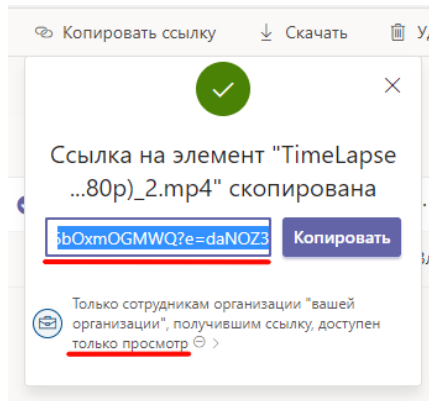 Копировать ссылку Скачать
Ссылка на элемент "TimeLapse
...80p)_2.mp4" скопирована
5bOxmOGMWQ?e=daNOZ3 Копировать
Только сотрудникам организации "вашей
организации", получившим ссылку, доступен
только просмотр